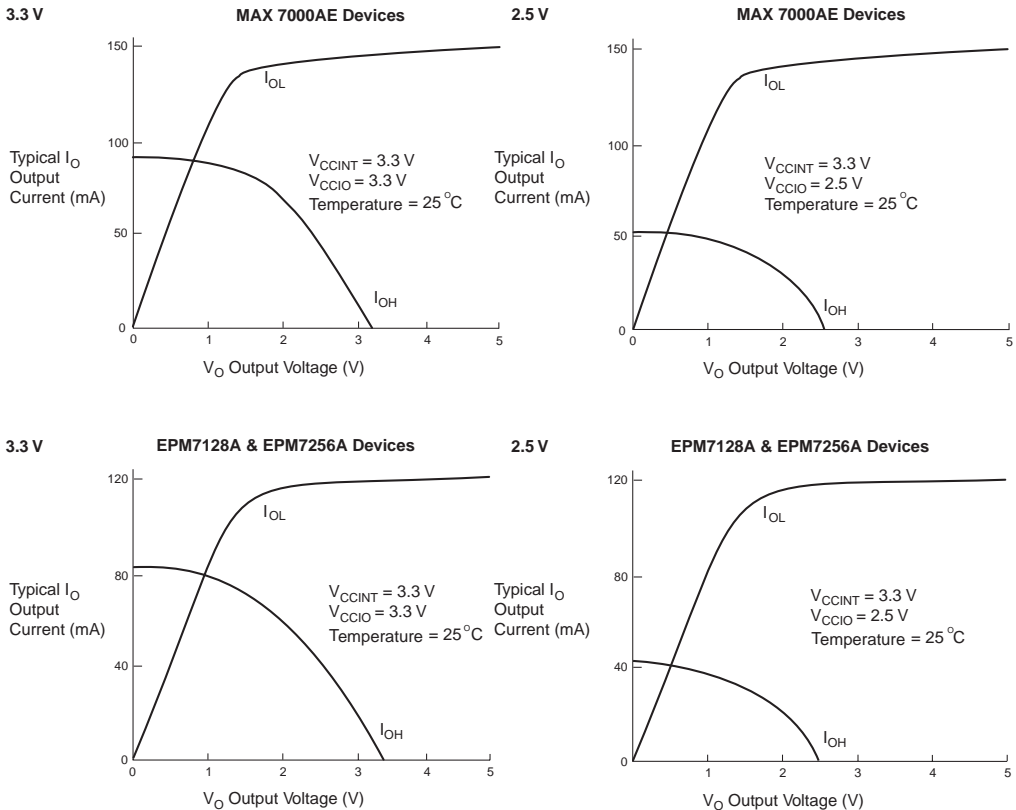 3.3 V
MAX 7000AE Devices
150
I_OL
100
Typical I_O
Output
Current (mA)
V_CCINT = 3.3 V
V_CCIO = 3.3 V
Temperature = 25 °C
50
I_OH
0
0 1 2 3 4 5
V_O Output Voltage (V)
2.5 V
MAX 7000AE Devices
150
I_OL
100
Typical I_O
Output
Current (mA)
V_CCINT = 3.3 V
V_CCIO = 2.5 V
Temperature = 25 °C
50
I_OH
0
0 1 2 3 4 5
V_O Output Voltage (V)
3.3 V
EPM7128A & EPM7256A Devices
120
I_OL
80
Typical I_O
Output
Current (mA)
V_CCINT = 3.3 V
V_CCIO = 3.3 V
Temperature = 25 °C
40
I_OH
0
0 1 2 3 4 5
V_O Output Voltage (V)
2.5 V
EPM7128A & EPM7256A Devices
120
I_OL
80
Typical I_O
Output
Current (mA)
V_CCINT = 3.3 V
V_CCIO = 2.5 V
Temperature = 25 °C
40
I_OH
0
1 2 3 4 5
V_O Output Voltage (V)